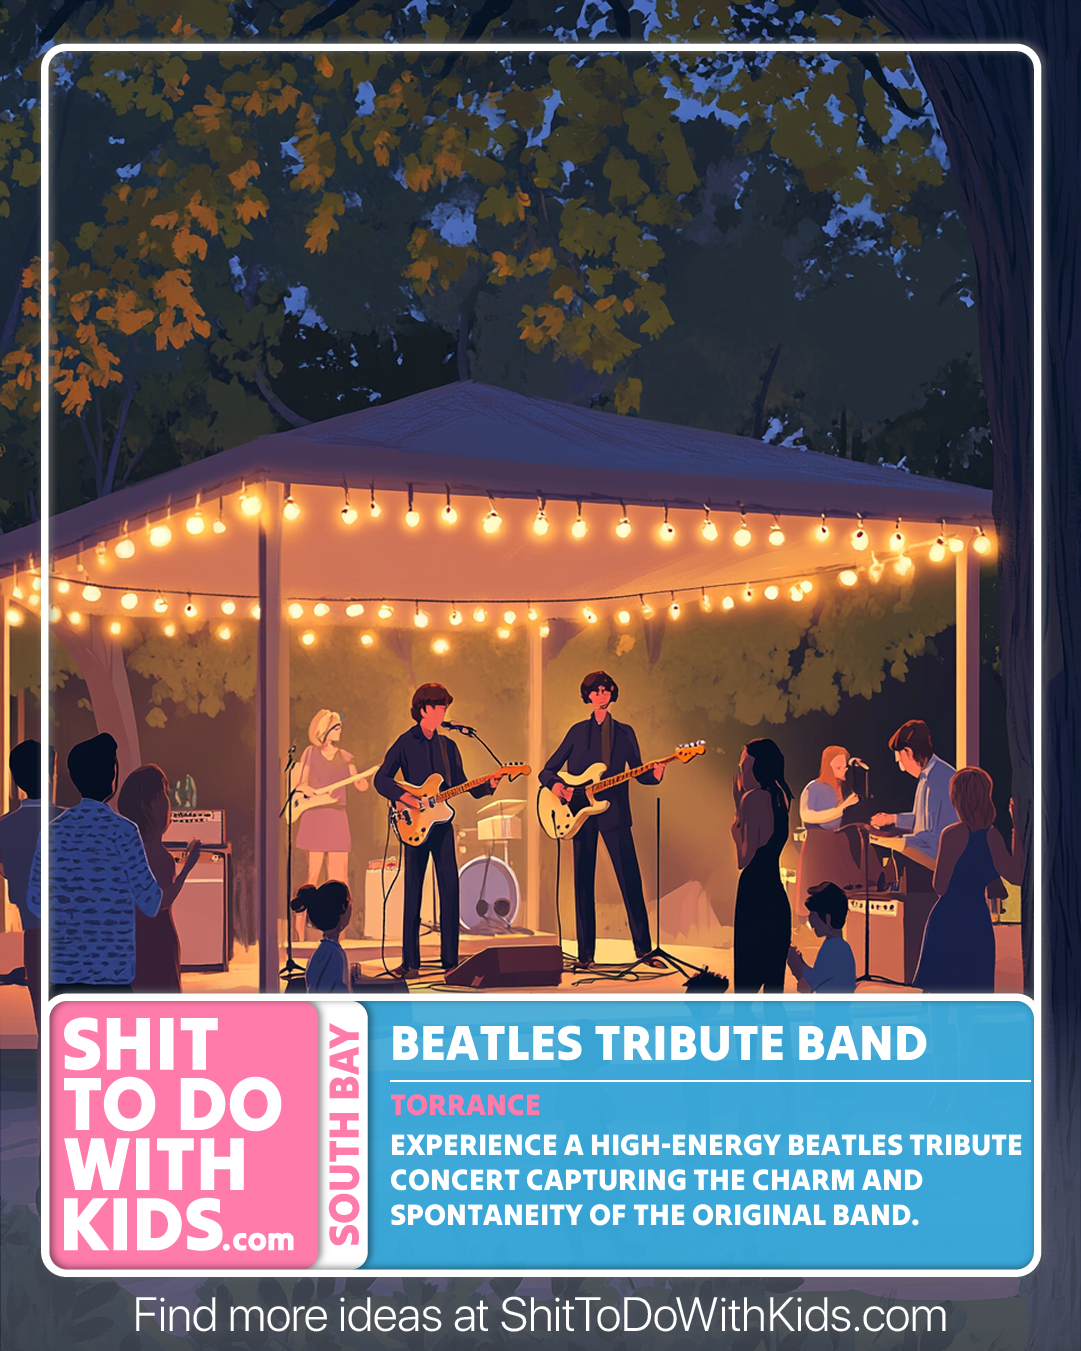 SHIT
TO DO
WITH
KIDS.com
SOUTH BAY
BEATLES TRIBUTE BAND
TORRANCE
EXPERIENCE A HIGH-ENERGY BEATLES TRIBUTE
CONCERT CAPTURING THE CHARM AND
SPONTANEITY OF THE ORIGINAL BAND.
Find more ideas at ShitToDoWithKids.com